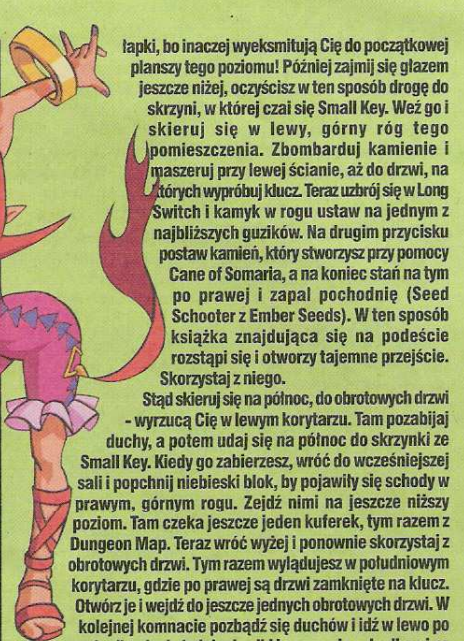 łapki, bo inaczej wyeksmitują Cię do początkowej
planszy tego poziomu! Później zajmij się głazem
jeszcze niżej, oczyścisz w ten sposób drogę do
skrzyni, w której czai się Small Key. Weź go i
skieruj się w lewy, górny róg tego
pomieszczenia. Zbombarduj kamienie i
maszeruj przy lewej ścianie, aż do drzwi, na
których wypróbuj klucz. Teraz uzbrój się w Long
Switch i kamyk w rogu ustaw na jednym z
najbliższych guzików. Na drugim przycisku
postaw kamień, który stworzysz przy pomocy
Cane of Somaria, a na koniec stań na tym
po prawej i zapal pochodnię (Seed
Schooter z Ember Seeds). W ten sposób
książka znajdująca się na podeście
rozstąpi się i otworzy tajemne przejście.
Skorzystaj z niego.
Stąd skieruj się na północ, do obrotowych drzwi
- wyrzucą Cię w lewym korytarzu. Tam pozabijaj
duchy, a potem udaj się na północ do skrzynki ze
Small Key. Kiedy go zabierzesz, wróć do wcześniejszej
sali i popchnij niebieski blok, by pojawiły się schody w
prawym, górnym rogu. Zejdź nimi na jeszcze niższy
poziom. Tam czeka jeszcze jeden kuferek, tym razem z
Dungeon Map. Teraz wróć wyżej i ponownie skorzystaj z
obrotowych drzwi. Tym razem wylądujesz w południowym
korytarzu, gdzie po prawej są drzwi zamknięte na klucz.
Otwórz je i wejdź do jeszcze jednych obrotowych drzwi. W
kolejnej komnacie pozbądź się duchów i idź w lewo po